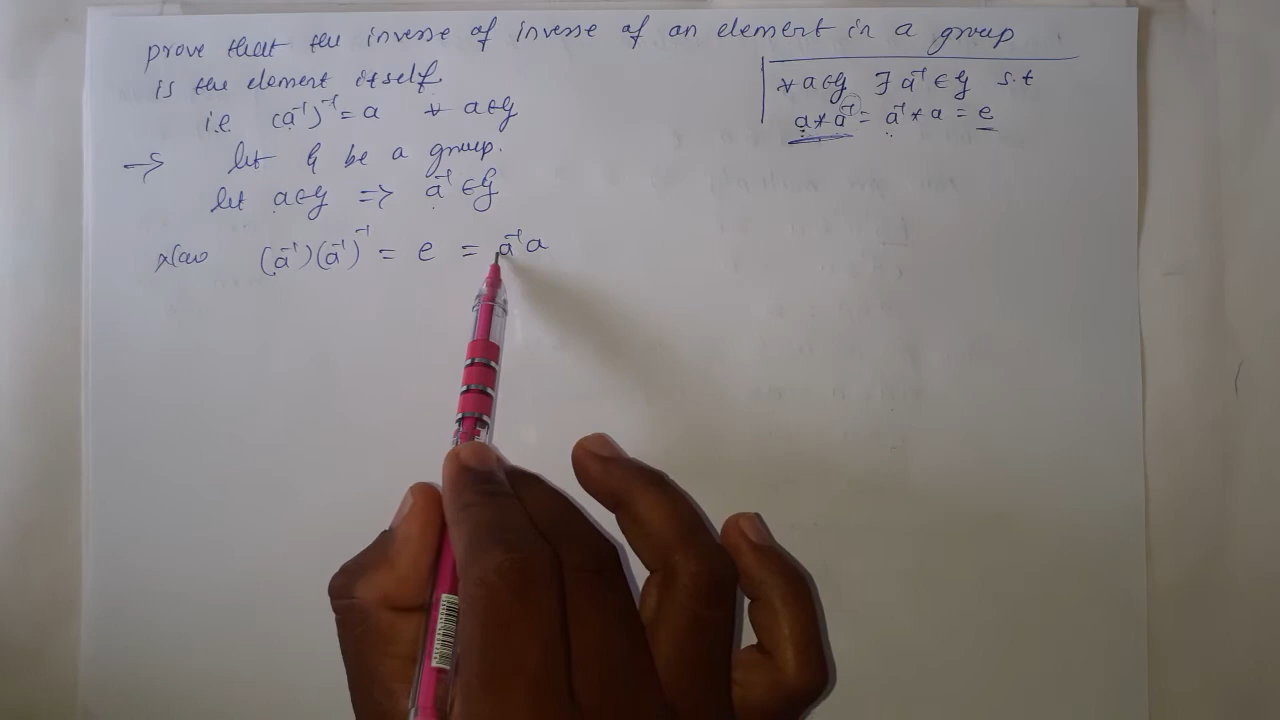 prove that the inverse of inverse of an element in a group
is the element itself
i.e (a⁻¹)⁻¹ = a ∀ a∈G
→ let G be a group.
let a∈G => a⁻¹∈G
Now (a⁻¹)(a⁻¹)⁻¹ = e = a⁻¹a
∀ a∈G ∃ a⁻¹∈G s.t
a * a⁻¹ = a⁻¹ * a = e